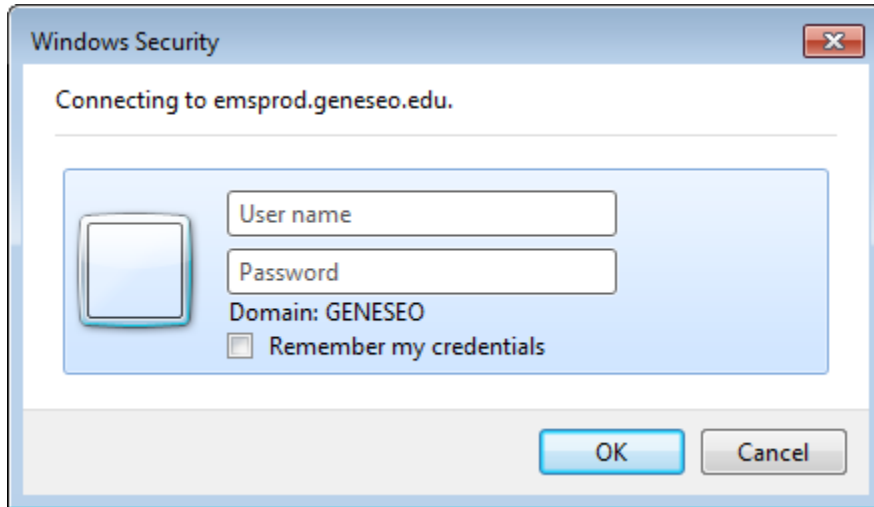 Windows Security
Connecting to emsprod.geneseo.edu.
User name
Password
Domain: GENESEO
Remember my credentials
OK
Cancel